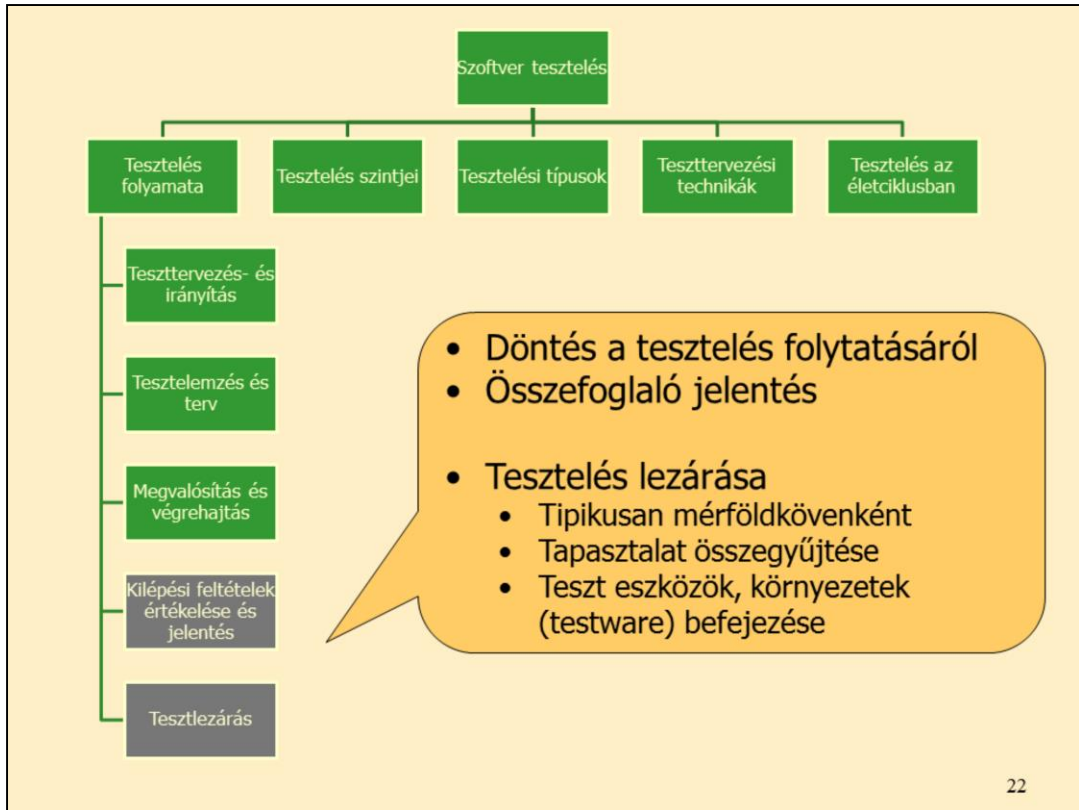 Szoftver tesztelés
Tesztelés
folyamata
Tesztelés szintjei
Tesztelési típusok
Teszttervezési
technikák
Tesztelés az
életciklusban
Teszttervezés- és
irányítás
Tesztelemzés és
terv
Megvalósítás és
végrehajtás
Kilépési feltételek
értékelése és
jelentés
Tesztlezárás
• Döntés a tesztelés folytatásáról
• Összefoglaló jelentés
• Tesztelés lezárása
• Tipikusan mérföldkövenként
• Tapasztalat összegyűjtése
• Teszt eszközök, környezetek
(testware) befejezése
22